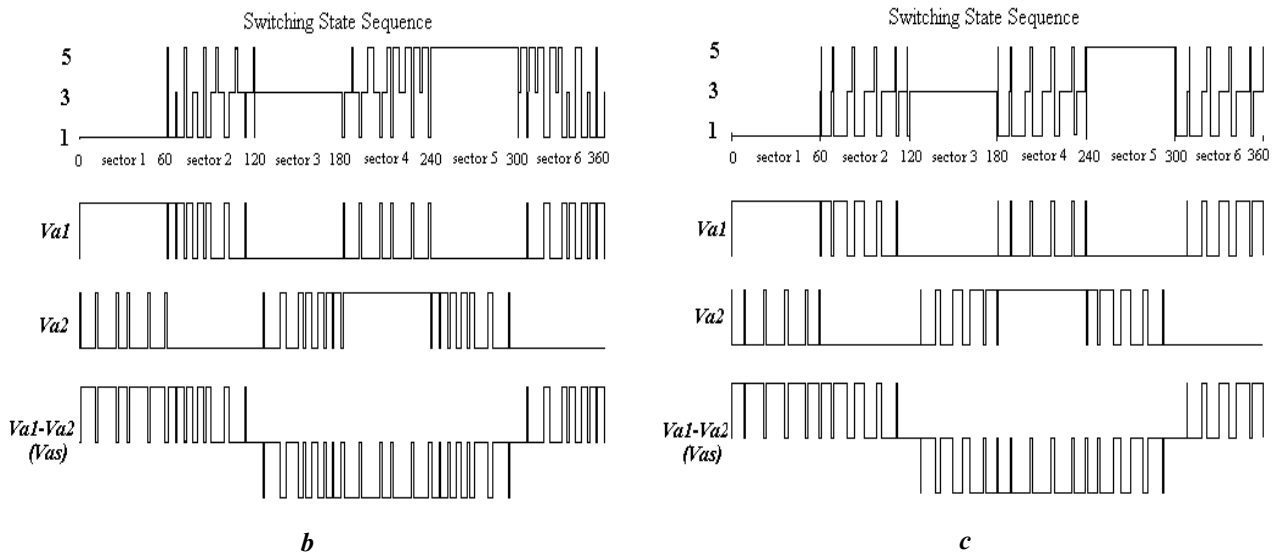 Switching State Sequence
5
3
1
0 sector 1 60 sector 2 120 sector 3 180 sector 4 240 sector 5 300 sector 6 360
Va1
Va2
Va1-Va2
(Vas)
b
Switching State Sequence
5
3
1
0 sector 1 60 sector 2 120 sector 3 180 sector 4 240 sector 5 300 sector 6 360
Va1
Va2
Va1-Va2
(Vas)
c